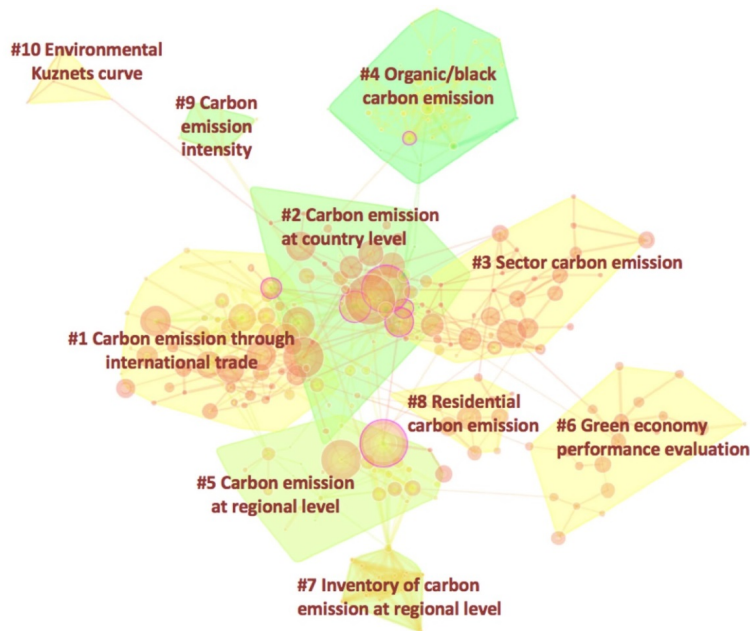 #10 Environmental
Kuznets curve
#9 Carbon
emission
intensity
#4 Organic/black
carbon emission
#2 Carbon emission
at country level
#3 Sector carbon emission
#1 Carbon emission through
international trade
#8 Residential
carbon emission
#6 Green economy
performance evaluation
#5 Carbon emission
at regional level
#7 Inventory of carbon
emission at regional level